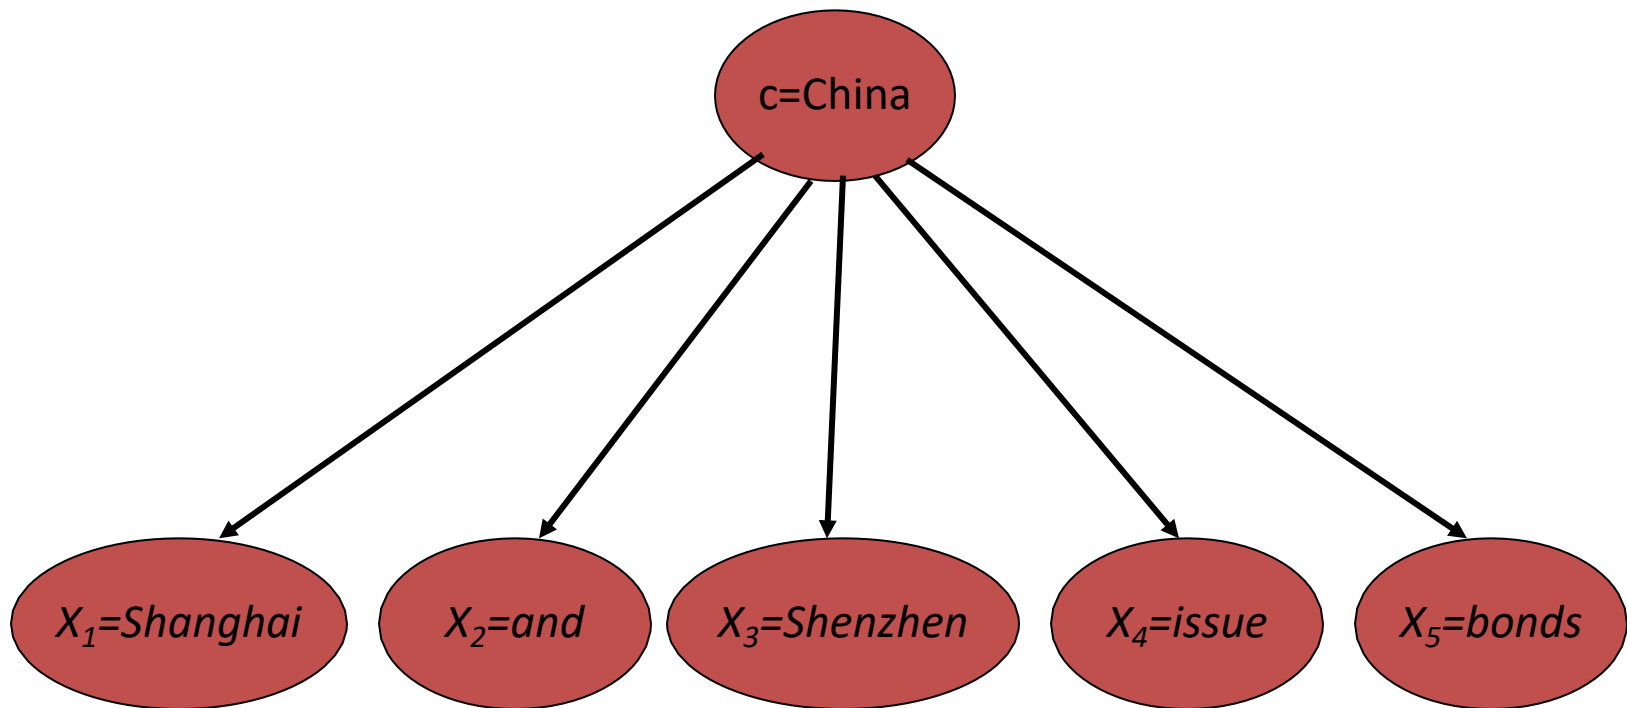 c=China
X1=Shanghai
X2=and
X3=Shenzhen
X4=issue
X5=bonds